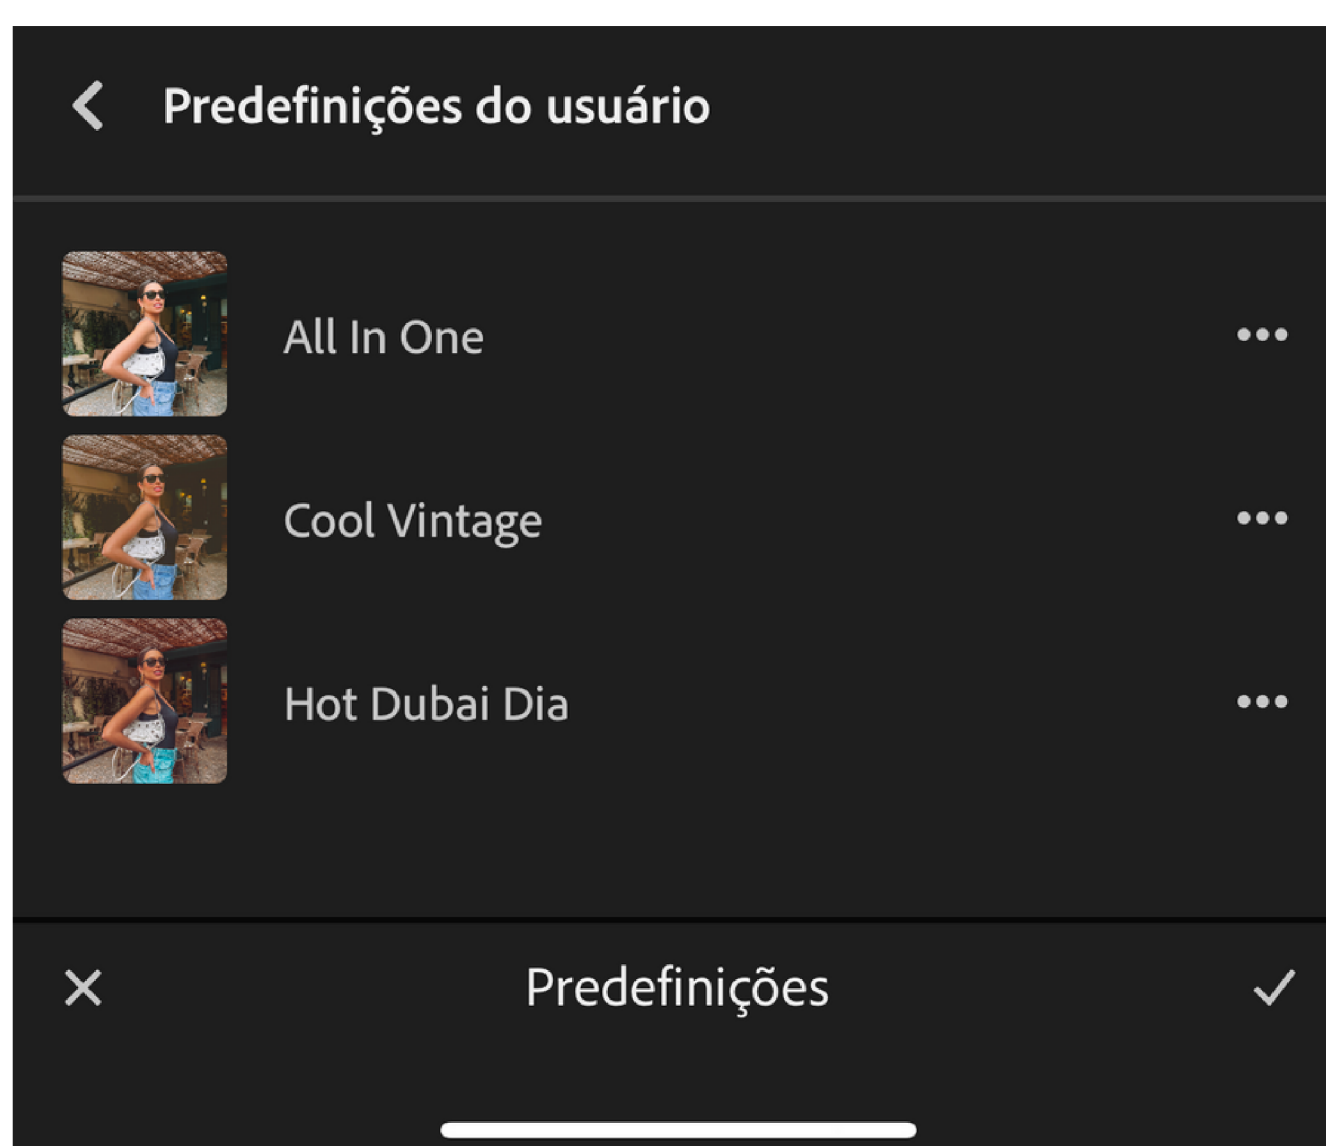 Predefinições do usuário
All In One
Cool Vintage
Hot Dubai Dia
Predefinições